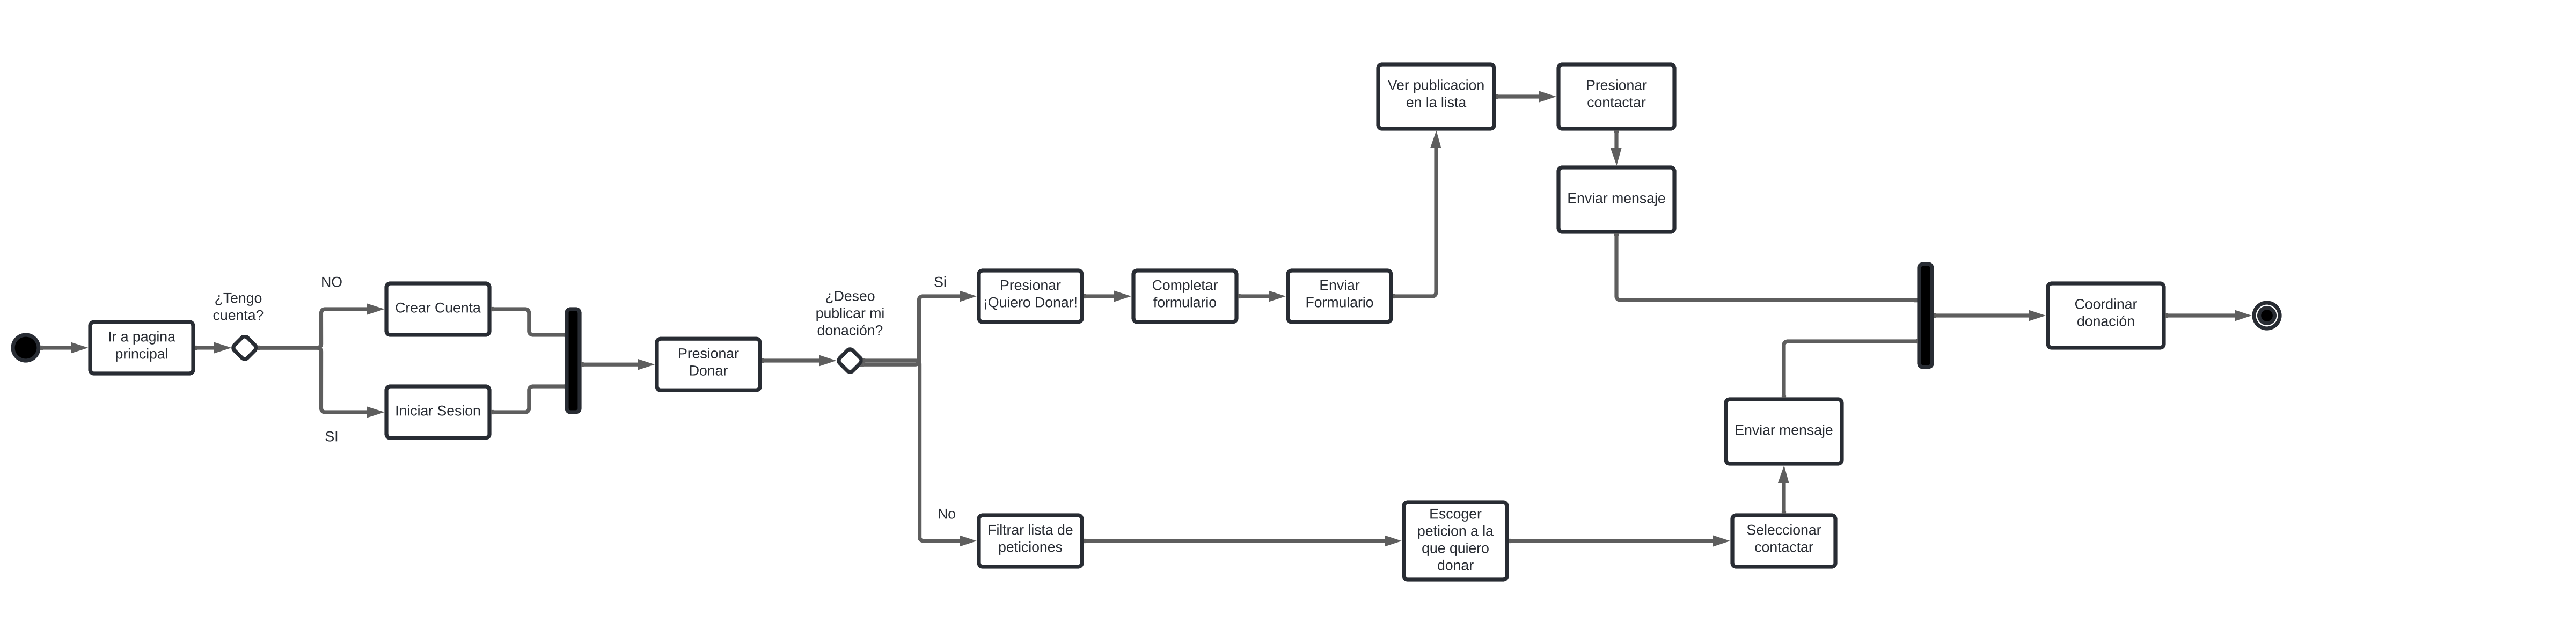 Ir a pagina
principal
¿Tengo
cuenta?
NO
SI
Crear Cuenta
Iniciar Sesion
Presionar
Donar
¿Deseo
publicar mi
donación?
Si
No
Presionar
¡Quiero Donar!
Completar
formulario
Enviar
Formulario
Ver publicacion
en la lista
Presionar
contactar
Enviar mensaje
Filtrar lista de
peticiones
Escoger
peticion a la
que quiero
donar
Seleccionar
contactar
Enviar mensaje
Coordinar
donación